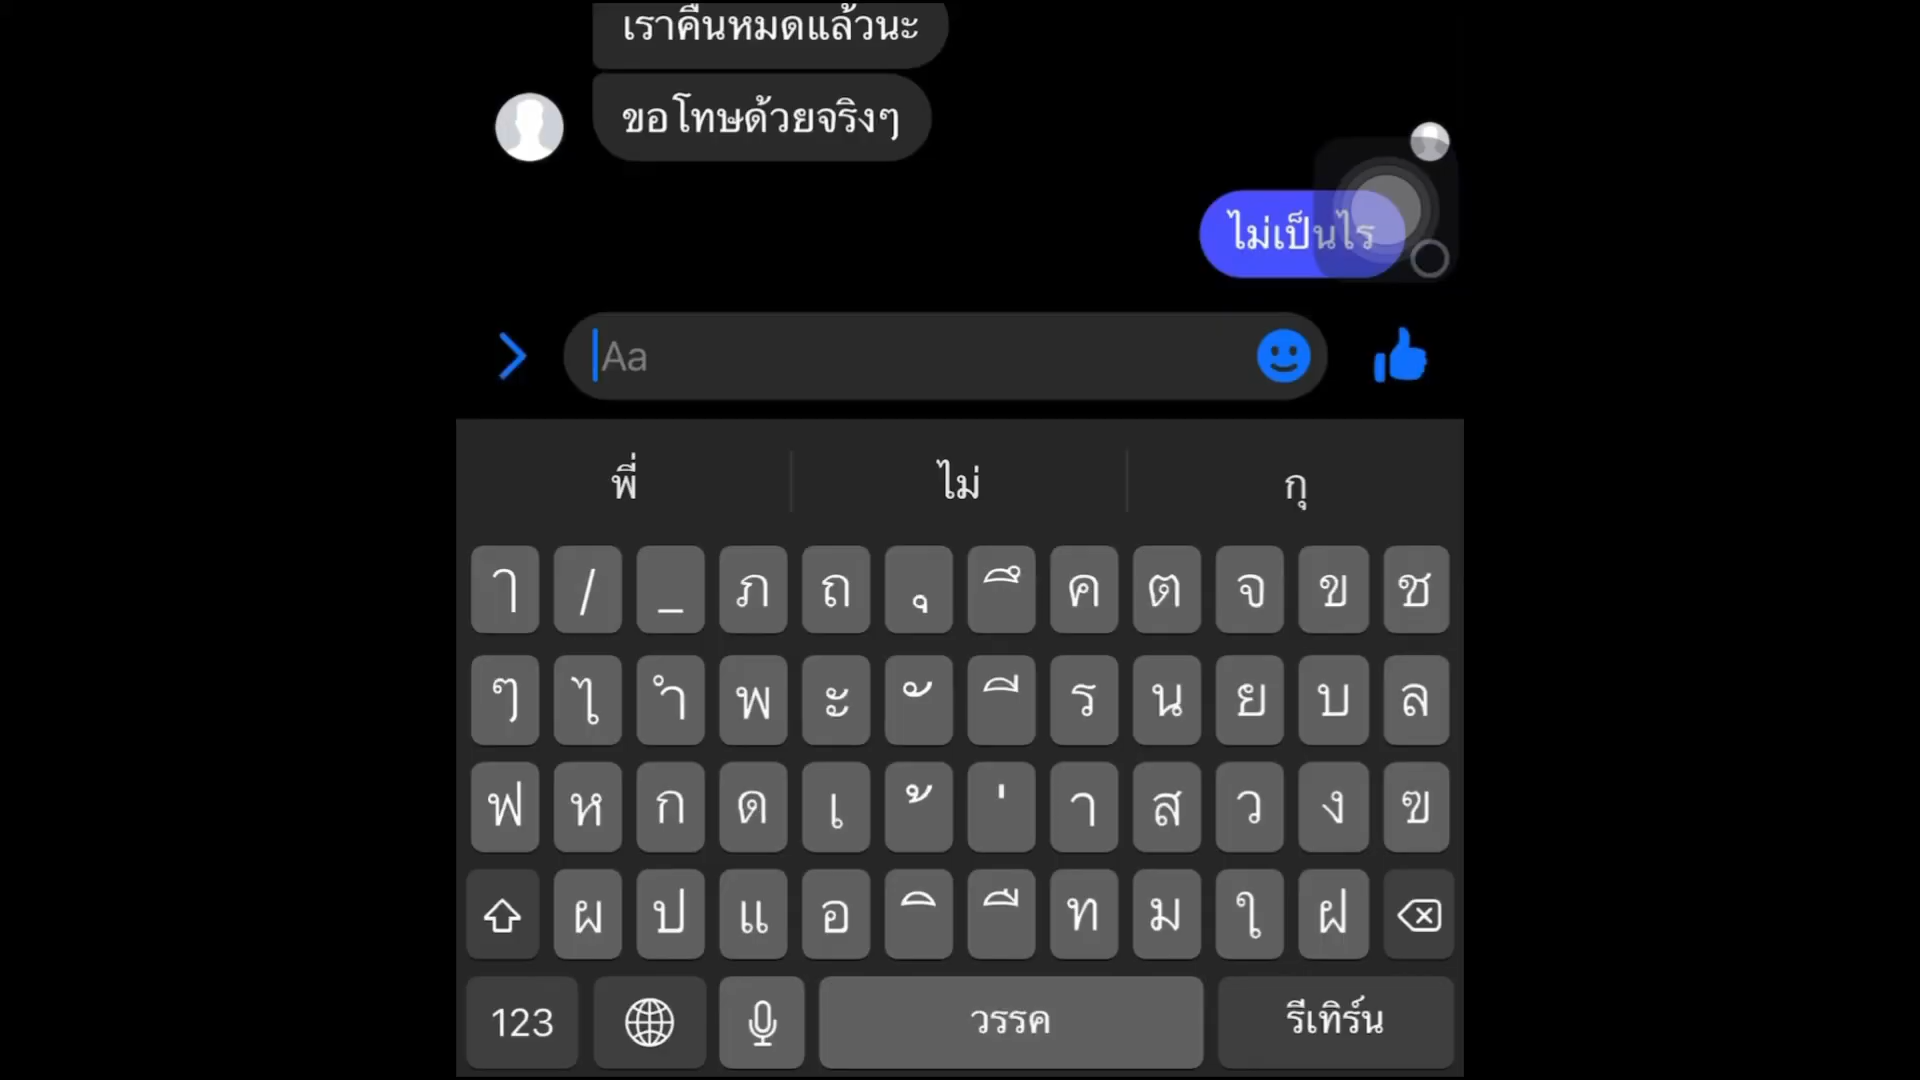 เราคืนหมดแล้วนะ
ขอโทษด้วยจริงๆ
ไม่เป็นไร
Aa
พี่ ไม่ กุ
ำ / _ ภ ถ ุ ึ ค ต จ ข ช
ๆ ไ ำ พ ะ ั ี ร น ย บ ล
ฟ ห ก ด เ ้ ่ า ส ว ง ฃ
ผ ป แ อ ิ ื ท ม ใ ฝ
123 วรรค รีเทิร์น